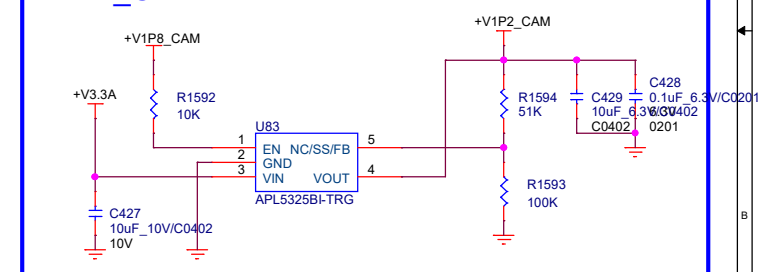 +V1P8_CAM
+V1P2_CAM
+V3.3A
R1592
10K
R1594
51K
C429
10uF_6.3V/C0402
C0402
C428
0.1uF_6.3V/C0201
6.3V
0201
U83
1
EN
NC/SS/FB
5
2
GND
3
VIN
VOUT
4
APL5325BI-TRG
R1593
100K
C427
10uF_10V/C0402
10V
B